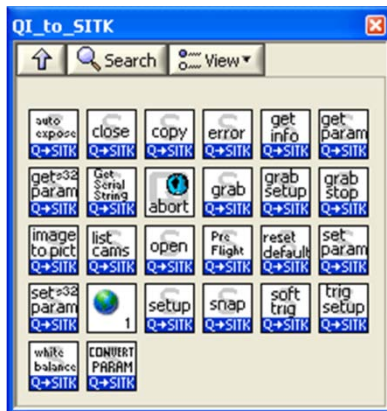 QI_to_SITK
Search View
auto expose close copy error get info get param
Q→SITK Q→SITK Q→SITK Q→SITK Q→SITK Q→SITK
get s32 param Get Serial String abort grab grab setup grab stop
Q→SITK Q→SITK Q→SITK Q→SITK Q→SITK
image to pict list cams open Pre Flight reset default set param
Q→SITK Q→SITK Q→SITK Q→SITK Q→SITK Q→SITK
set s32 param 1 setup snap soft trig trig setup
Q→SITK Q→SITK Q→SITK Q→SITK Q→SITK
white balance CONVERT PARAM
Q→SITK Q→SITK